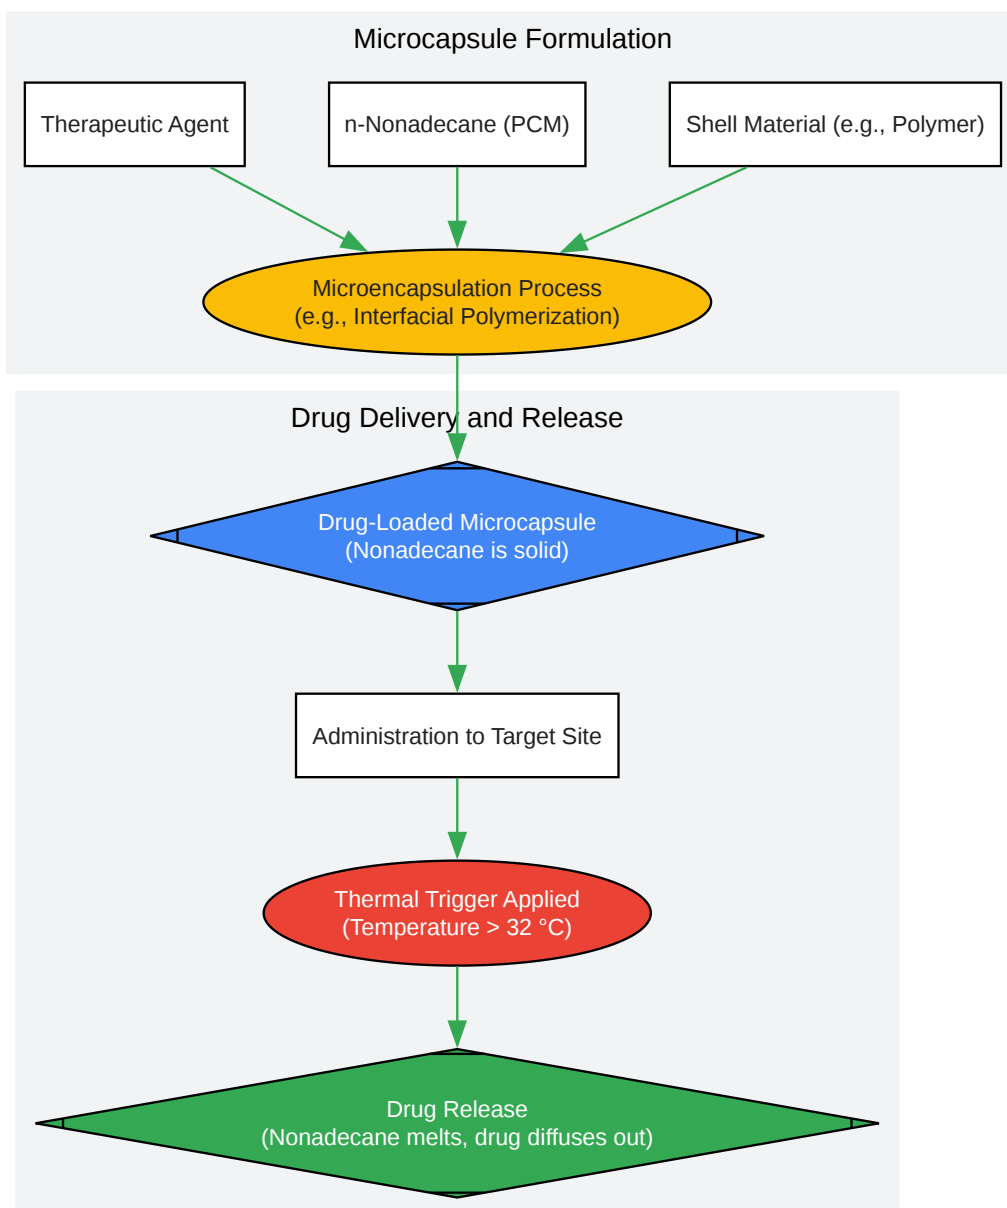 Microcapsule Formulation
Therapeutic Agent
n-Nonadecane (PCM)
Shell Material (e.g., Polymer)
Microencapsulation Process
(e.g., Interfacial Polymerization)
Drug Delivery and Release
Drug-Loaded Microcapsule
(Nonadecane is solid)
Administration to Target Site
Thermal Trigger Applied
(Temperature > 32 °C)
Drug Release
(Nonadecane melts, drug diffuses out)